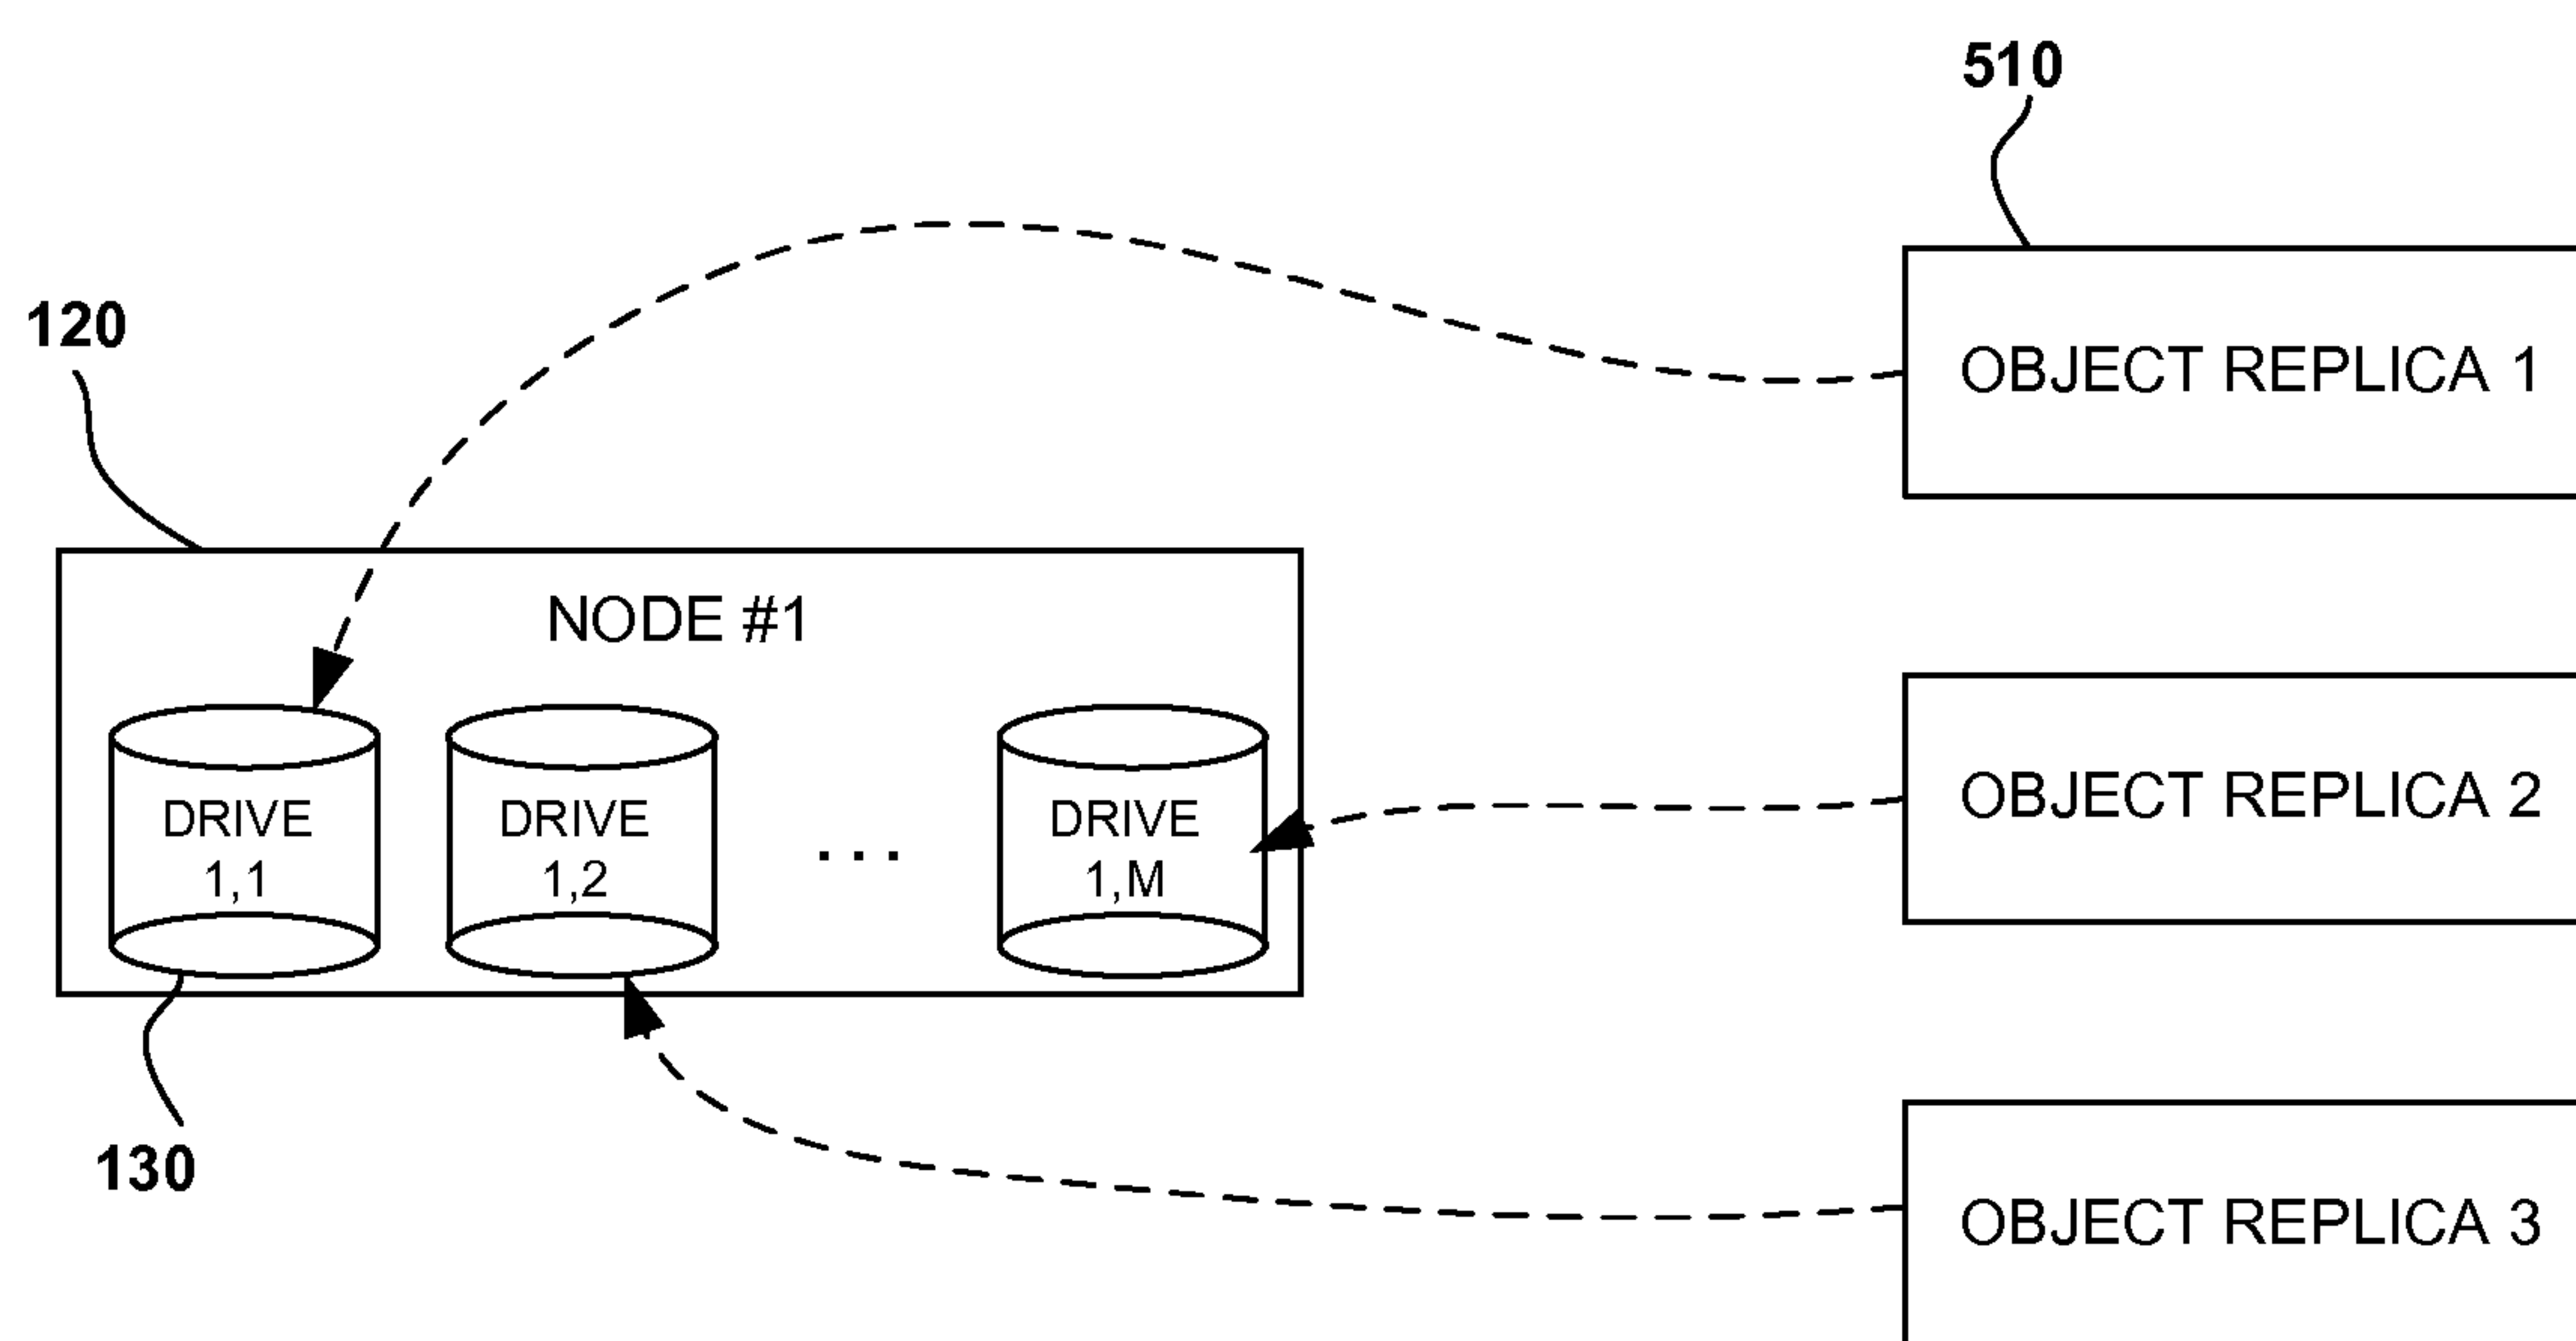 510
OBJECT REPLICA 1
120
NODE #1
DRIVE
1,1
DRIVE
1,2
. . .
DRIVE
1,M
OBJECT REPLICA 2
130
OBJECT REPLICA 3